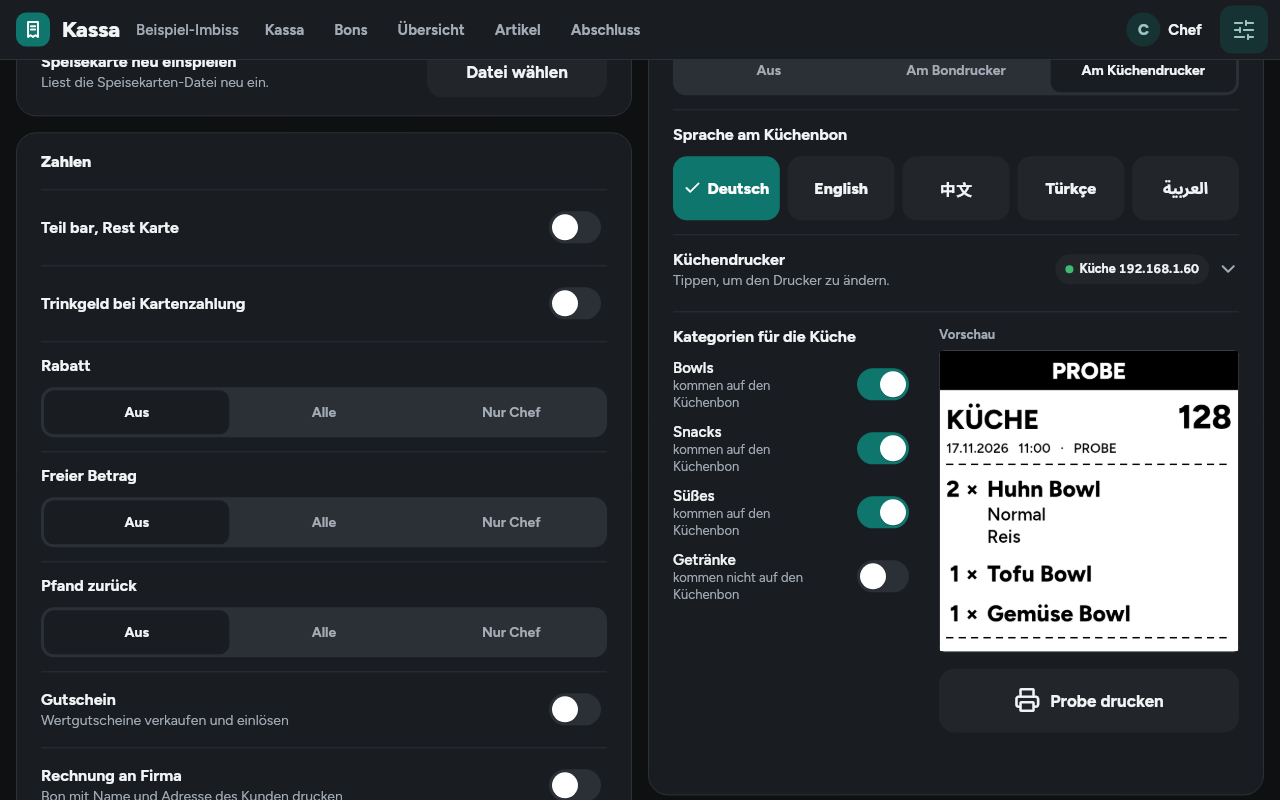 Kassa
Beispiel-Imbiss
Kassa
Bons
Übersicht
Artikel
Abschluss
C
Chef
Speisekarte neu einspielen
Liest die Speisekarten-Datei neu ein.
Datei wählen
Zahlen
Teil bar, Rest Karte
Trinkgeld bei Kartenzahlung
Rabatt
Aus
Alle
Nur Chef
Freier Betrag
Aus
Alle
Nur Chef
Pfand zurück
Aus
Alle
Nur Chef
Gutschein
Wertgutscheine verkaufen und einlösen
Rechnung an Firma
Bon mit Name und Adresse des Kunden drucken
Aus
Am Bondrucker
Am Küchendrucker
Sprache am Küchenbon
Deutsch
English
中文
Türkçe
العربية
Küchendrucker
Tippen, um den Drucker zu ändern.
Küche 192.168.1.60
Kategorien für die Küche
Bowls
kommen auf den
Küchenbon
Snacks
kommen auf den
Küchenbon
Süßes
kommen auf den
Küchenbon
Getränke
kommen nicht auf den
Küchenbon
Vorschau
PROBE
KÜCHE 128
17.11.2026 11:00 · PROBE
2 × Huhn Bowl
Normal
Reis
1 × Tofu Bowl
1 × Gemüse Bowl
Probe drucken